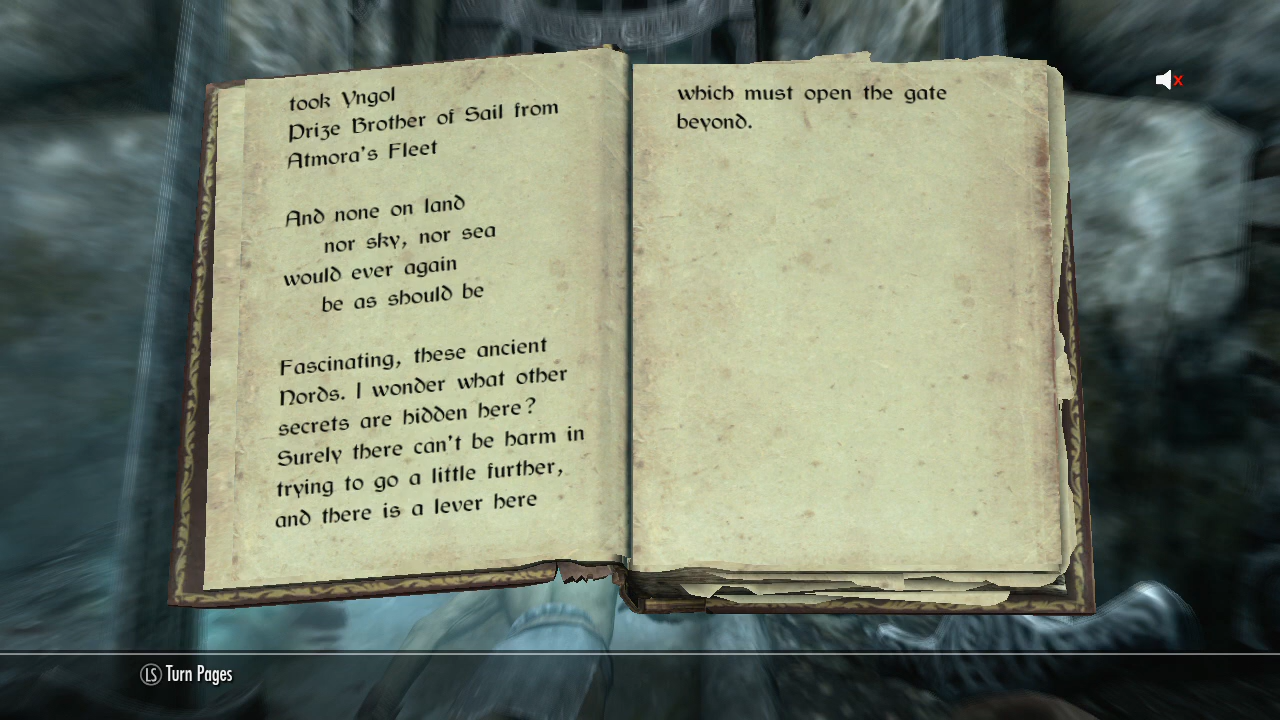 took Yngol
Prize Brother of Sail from
Atmora's Fleet
And none on land
nor sky, nor sea
would ever again
be as should be
Fascinating, these ancient
Nords. I wonder what other
secrets are hidden here?
Surely there can't be harm in
trying to go a little further,
and there is a lever here
which must open the gate
beyond.
LS Turn Pages